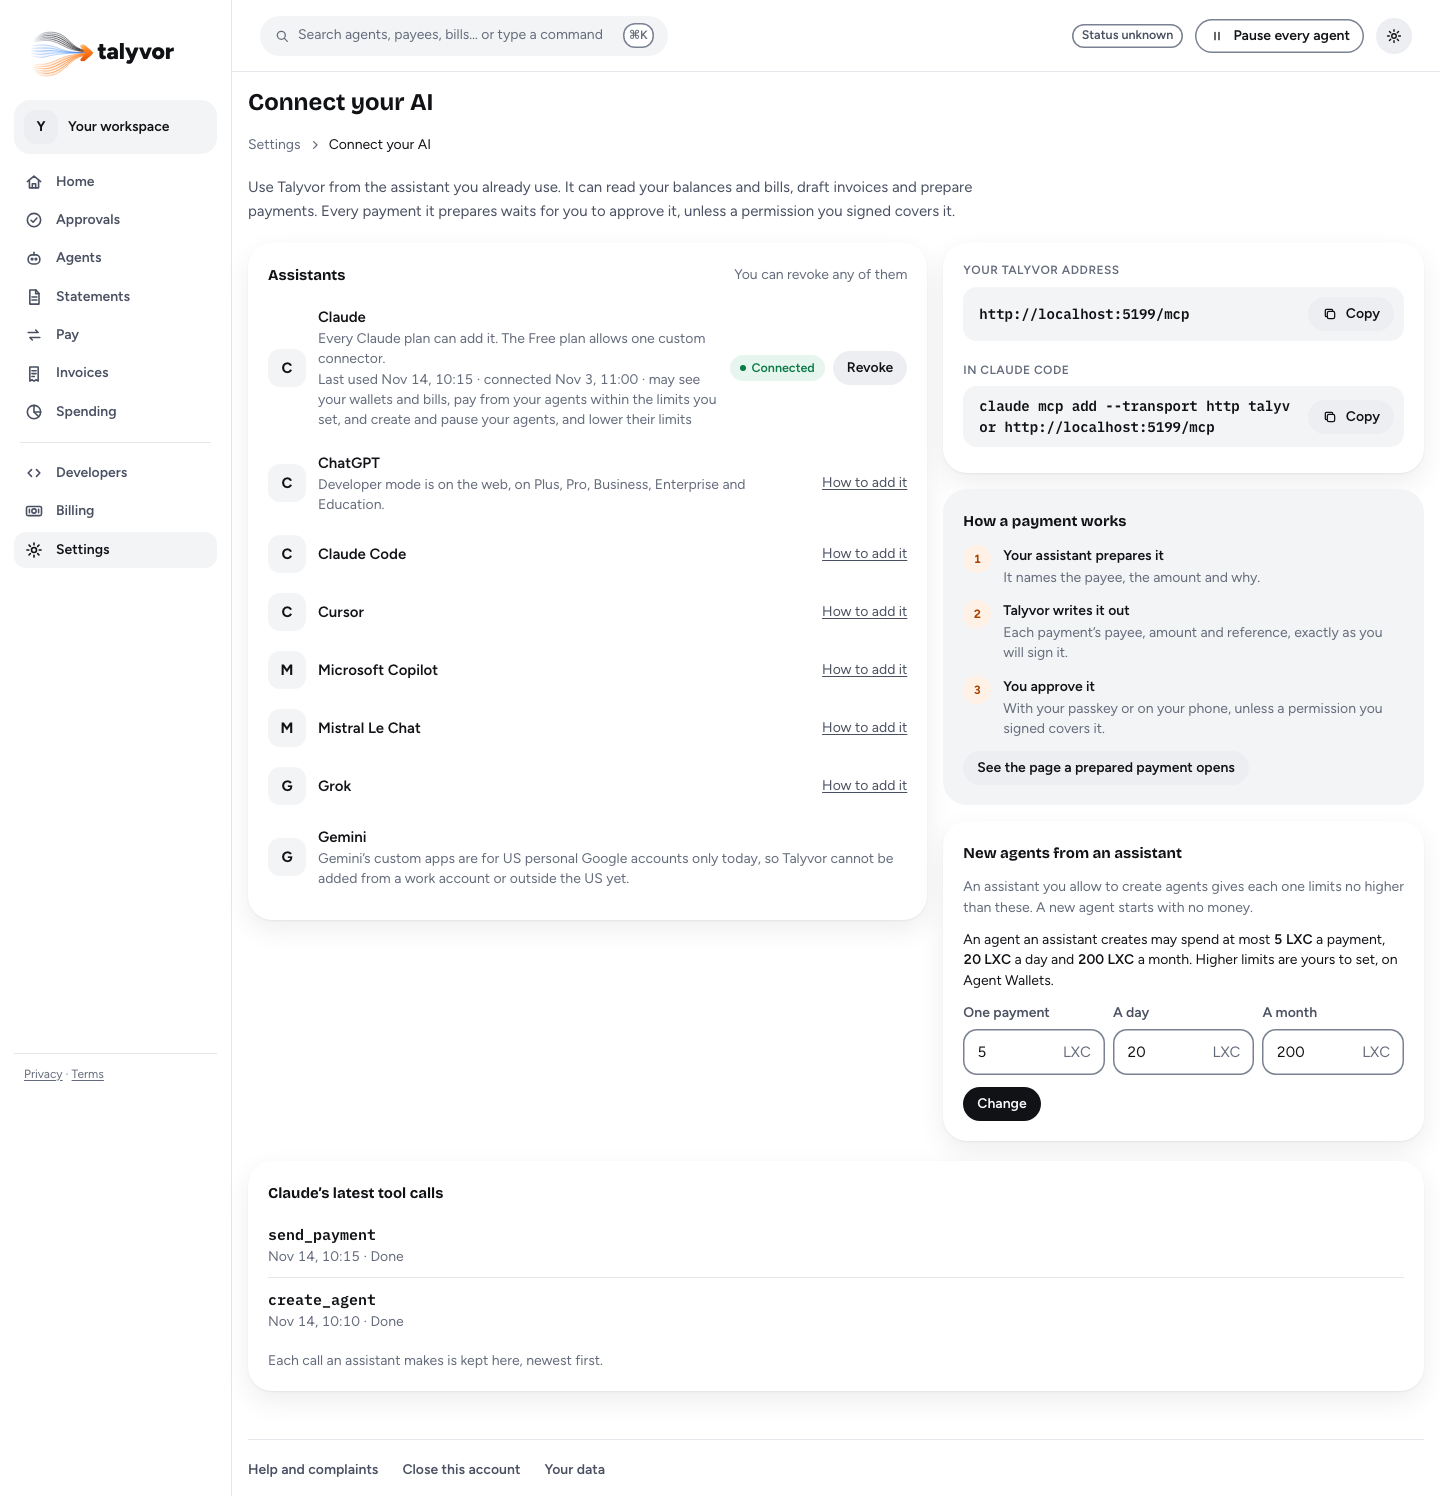 talyvor
Y Your workspace
Home
Approvals
Agents
Statements
Pay
Invoices
Spending
Developers
Billing
Settings
Privacy · Terms
Search agents, payees, bills... or type a command ⌘K
Status unknown
Pause every agent
Connect your AI
Settings > Connect your AI
Use Talyvor from the assistant you already use. It can read your balances and bills, draft invoices and prepare
payments. Every payment it prepares waits for you to approve it, unless a permission you signed covers it.
Assistants
You can revoke any of them
C
Claude
Every Claude plan can add it. The Free plan allows one custom
connector.
Last used Nov 14, 10:15 · connected Nov 3, 11:00 · may see
your wallets and bills, pay from your agents within the limits you
set, and create and pause your agents, and lower their limits
Connected
Revoke
C
ChatGPT
Developer mode is on the web, on Plus, Pro, Business, Enterprise and
Education.
How to add it
C Claude Code How to add it
C Cursor How to add it
M Microsoft Copilot How to add it
M Mistral Le Chat How to add it
G Grok How to add it
G
Gemini
Gemini’s custom apps are for US personal Google accounts only today, so Talyvor cannot be
added from a work account or outside the US yet.
YOUR TALYVOR ADDRESS
http://localhost:5199/mcp
Copy
IN CLAUDE CODE
claude mcp add --transport http talyv
or http://localhost:5199/mcp
Copy
How a payment works
1 Your assistant prepares it
It names the payee, the amount and why.
2 Talyvor writes it out
Each payment’s payee, amount and reference, exactly as you
will sign it.
3 You approve it
With your passkey or on your phone, unless a permission you
signed covers it.
See the page a prepared payment opens
New agents from an assistant
An assistant you allow to create agents gives each one limits no higher
than these. A new agent starts with no money.
An agent an assistant creates may spend at most 5 LXC a payment,
20 LXC a day and 200 LXC a month. Higher limits are yours to set, on
Agent Wallets.
One payment A day A month
5 LXC 20 LXC 200 LXC
Change
Claude’s latest tool calls
send_payment
Nov 14, 10:15 · Done
create_agent
Nov 14, 10:10 · Done
Each call an assistant makes is kept here, newest first.
Help and complaints Close this account Your data